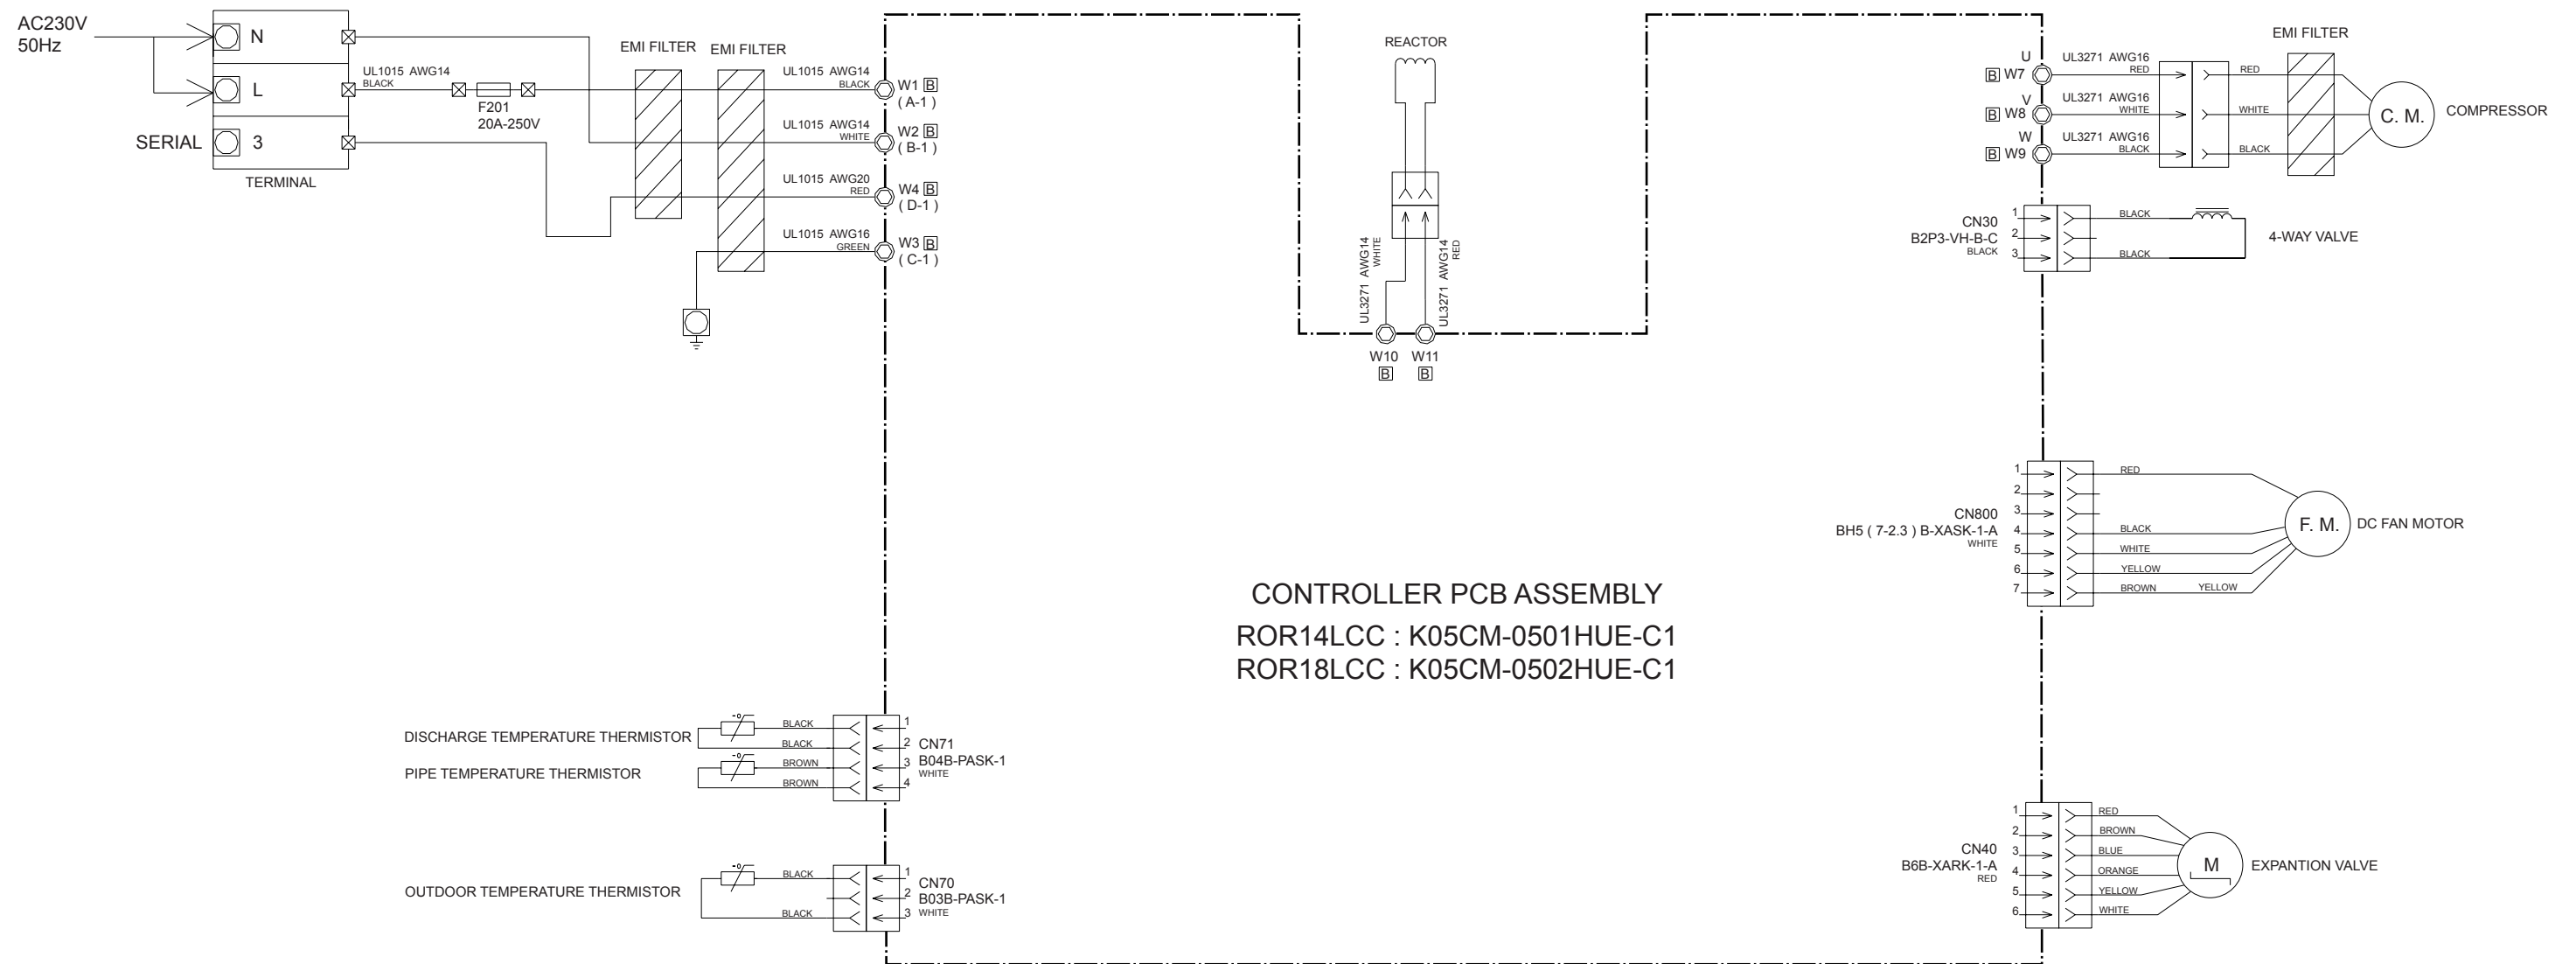 AC230V
50Hz
N
L
SERIAL
3
TERMINAL
UL1015 AWG14
BLACK
F201
20A-250V
EMI FILTER
EMI FILTER
UL1015 AWG14
BLACK
W1 B
( A-1 )
UL1015 AWG14
WHITE
W2 B
( B-1 )
UL1015 AWG20
RED
W4 B
( D-1 )
UL1015 AWG16
GREEN
W3 B
( C-1 )
REACTOR
UL3271 AWG14
WHITE
UL3271 AWG14
RED
W10
B
W11
B
EMI FILTER
U
B W7
UL3271 AWG16
RED
RED
V
B W8
UL3271 AWG16
WHITE
WHITE
W
B W9
UL3271 AWG16
BLACK
BLACK
C. M.
COMPRESSOR
CN30
B2P3-VH-B-C
BLACK
1
2
3
BLACK
BLACK
4-WAY VALVE
CN800
BH5 ( 7-2.3 ) B-XASK-1-A
WHITE
1
2
3
4
5
6
7
RED
BLACK
WHITE
YELLOW
BROWN YELLOW
F. M.
DC FAN MOTOR
CONTROLLER PCB ASSEMBLY
ROR14LCC : K05CM-0501HUE-C1
ROR18LCC : K05CM-0502HUE-C1
DISCHARGE TEMPERATURE THERMISTOR
PIPE TEMPERATURE THERMISTOR
-θ
-θ
BLACK
BLACK
BROWN
BROWN
1
2
3
4
CN71
B04B-PASK-1
WHITE
OUTDOOR TEMPERATURE THERMISTOR
-θ
BLACK
BLACK
1
2
3
CN70
B03B-PASK-1
WHITE
CN40
B6B-XARK-1-A
RED
1
2
3
4
5
6
RED
BROWN
BLUE
ORANGE
YELLOW
WHITE
M
EXPANTION VALVE